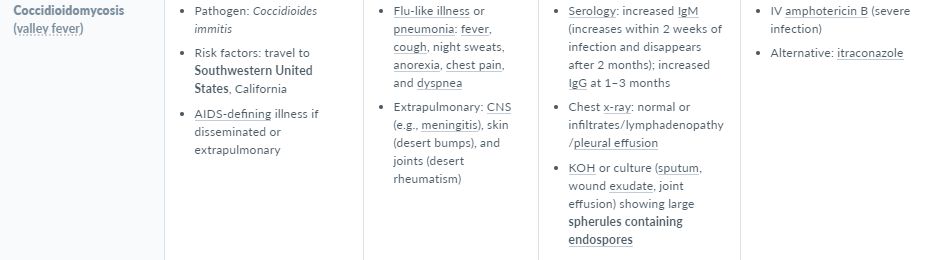 Coccidioidomycosis
(valley fever)
• Pathogen: Coccidioides
immitis
• Risk factors: travel to
Southwestern United
States, California
• AIDS-defining illness if
disseminated or
extrapulmonary
• Flu-like illness or
pneumonia: fever,
cough, night sweats,
anorexia, chest pain,
and dyspnea
• Extrapulmonary: CNS
(e.g., meningitis), skin
(desert bumps), and
joints (desert
rheumatism)
• Serology: increased IgM
(increases within 2 weeks of
infection and disappears
after 2 months); increased
IgG at 1–3 months
• Chest x-ray: normal or
infiltrates/lymphadenopathy
/pleural effusion
• KOH or culture (sputum,
wound exudate, joint
effusion) showing large
spherules containing
endospores
• IV amphotericin B (severe
infection)
• Alternative: itraconazole